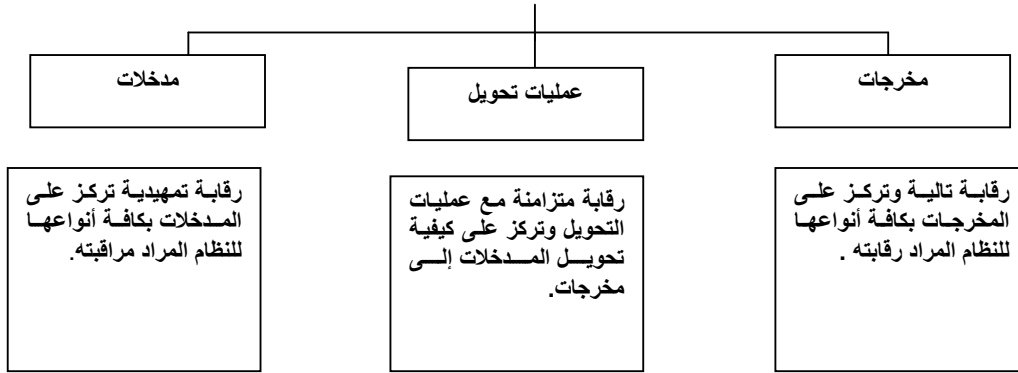 مخرجات
عمليات تحويل
مدخلات
رقابة تالية وتركز على
المخرجات بكافة أنواعها
للنظام المراد رقابته .
رقابة متزامنة مع عمليات
التحويل وتركز على كيفية
تحويل المدخلات إلى
مخرجات.
رقابة تمهيدية تركز على
المدخلات بكافة أنواعها
للنظام المراد مراقبته.